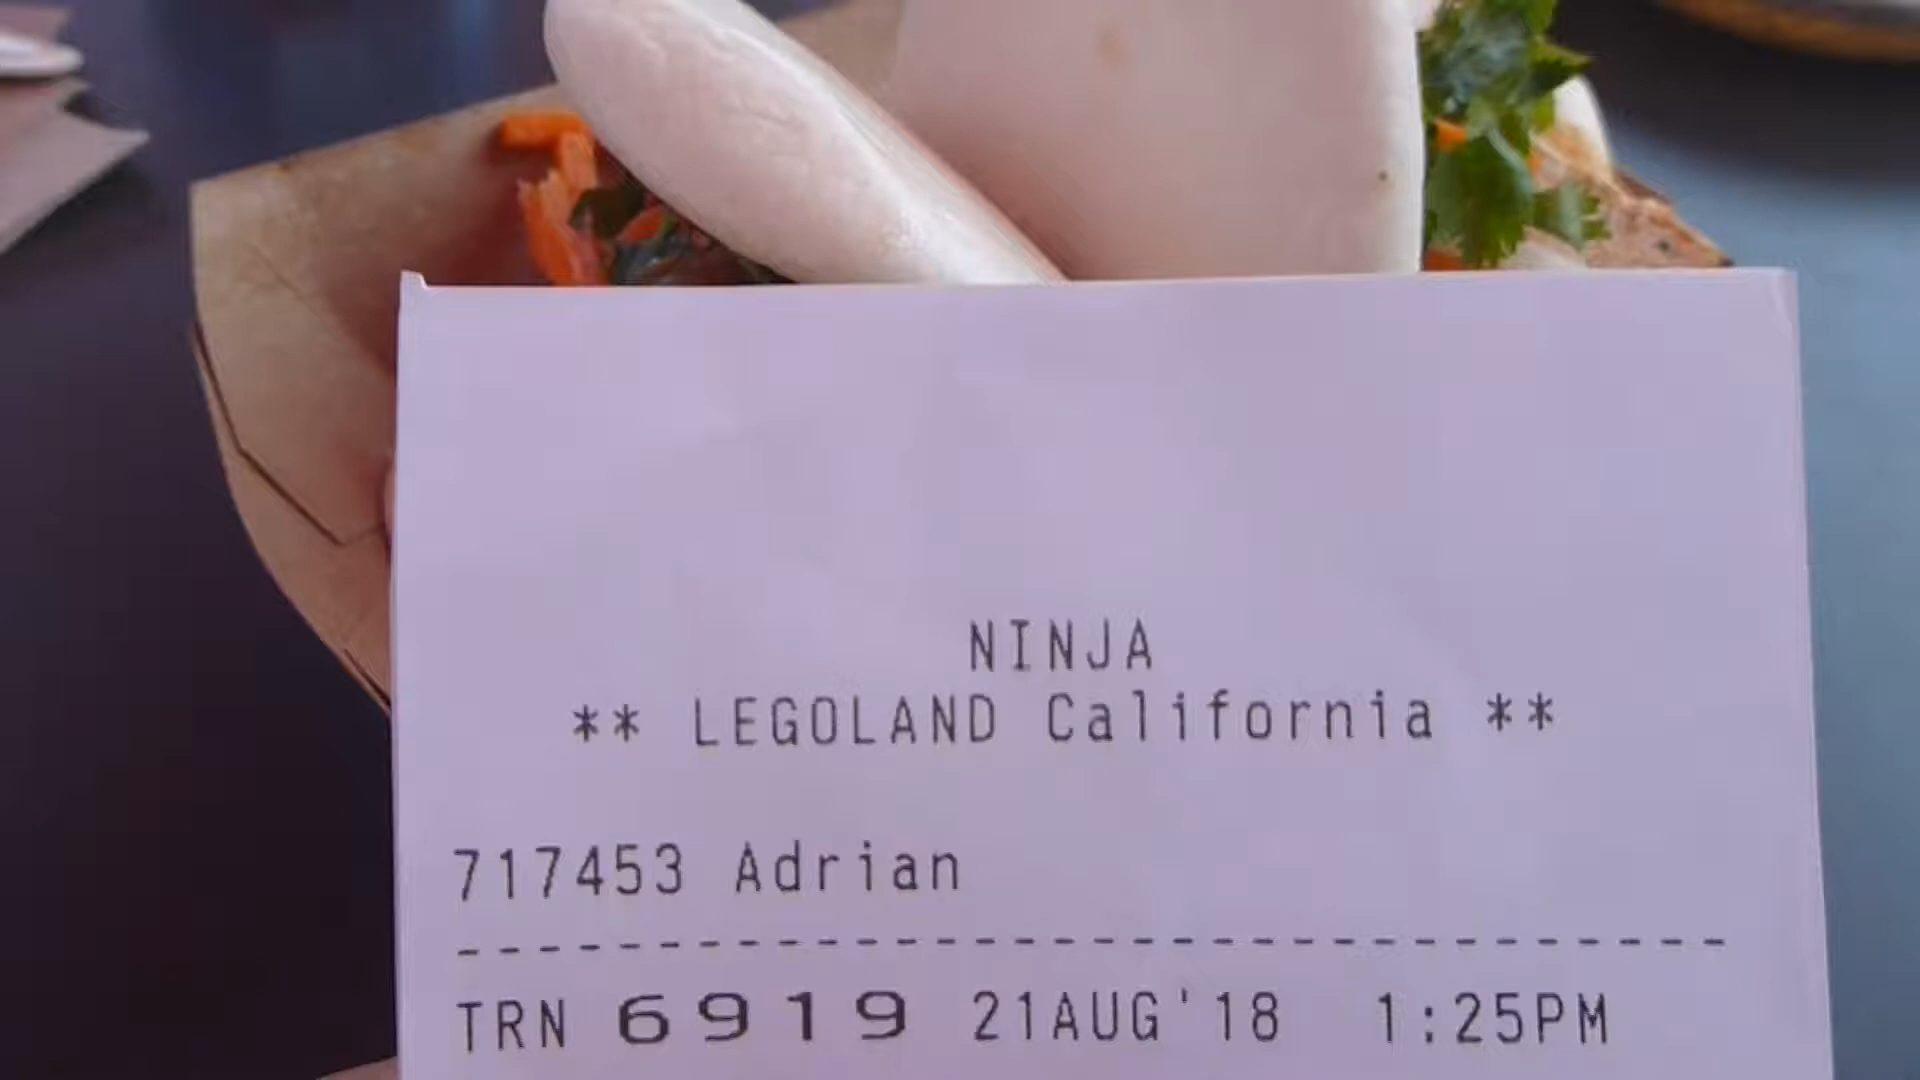 NINJA
** LEGOLAND California **
717453 Adrian
--------------------------------
TRN 6919 21AUG'18 1:25PM